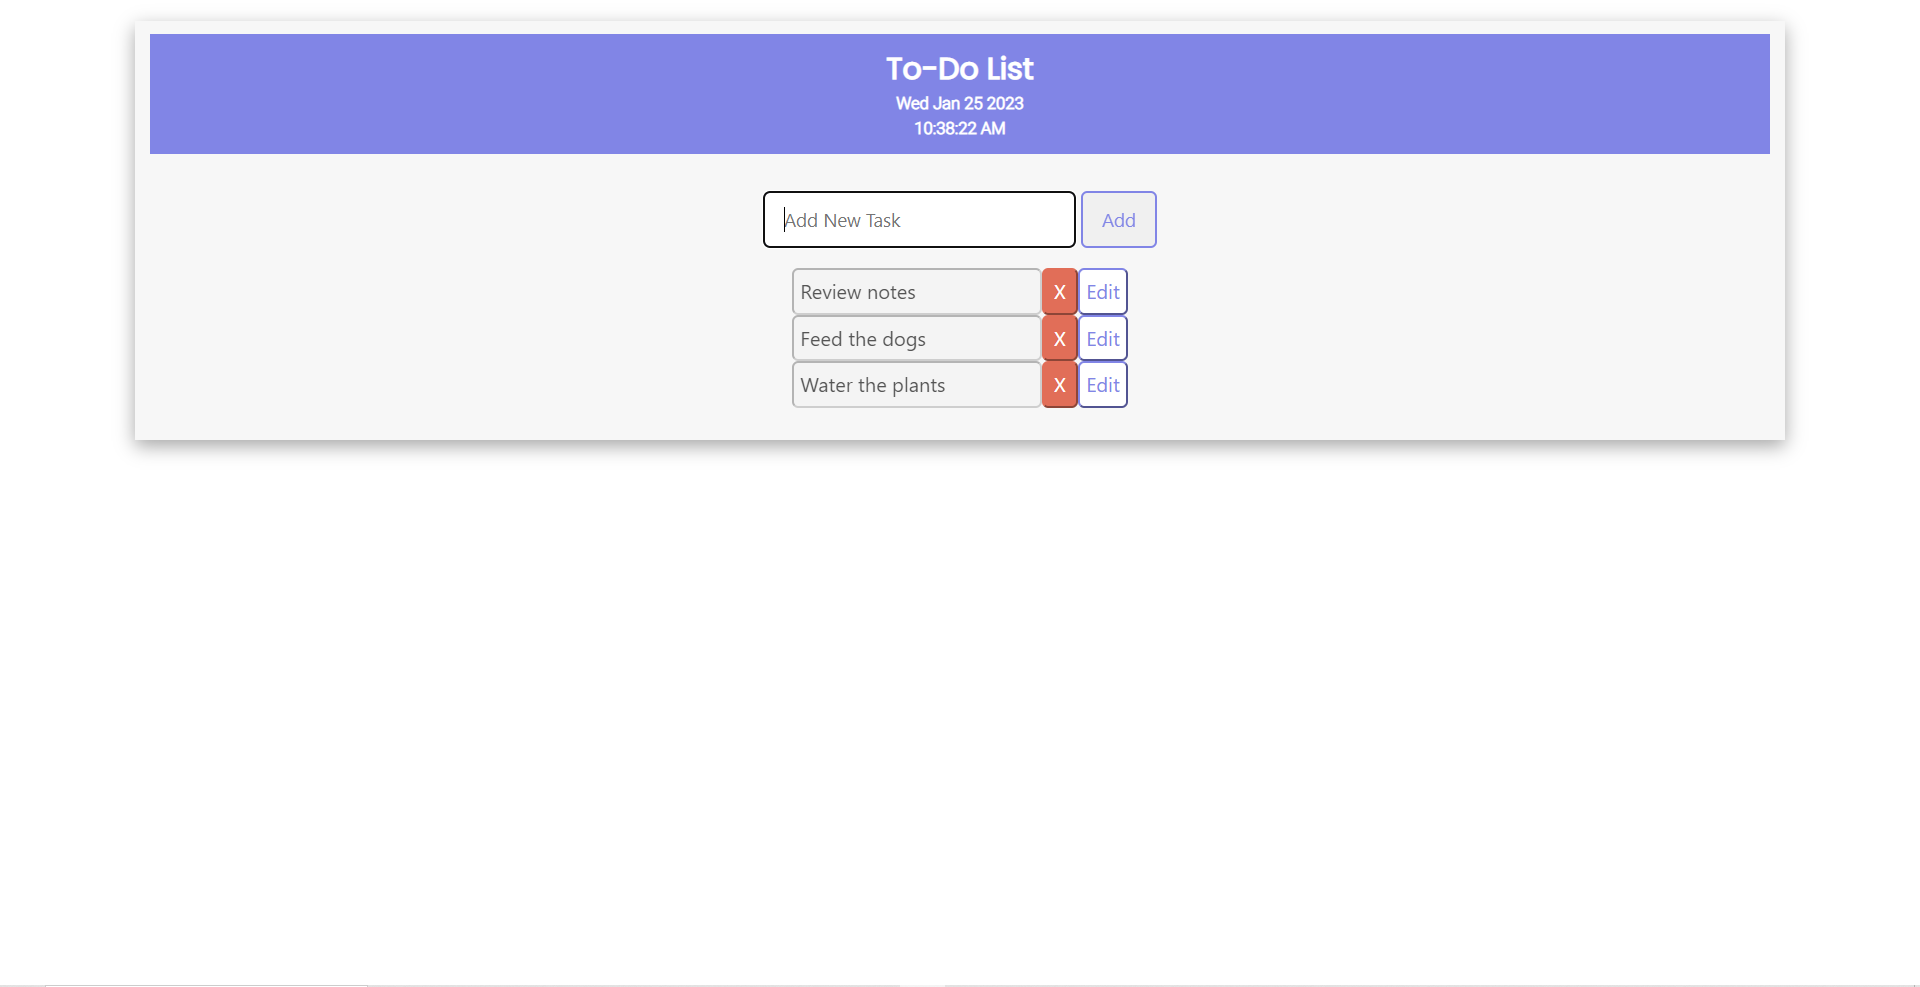 To-Do List
Wed Jan 25 2023
10:38:22 AM
Add New Task Add
Review notes X Edit
Feed the dogs X Edit
Water the plants X Edit